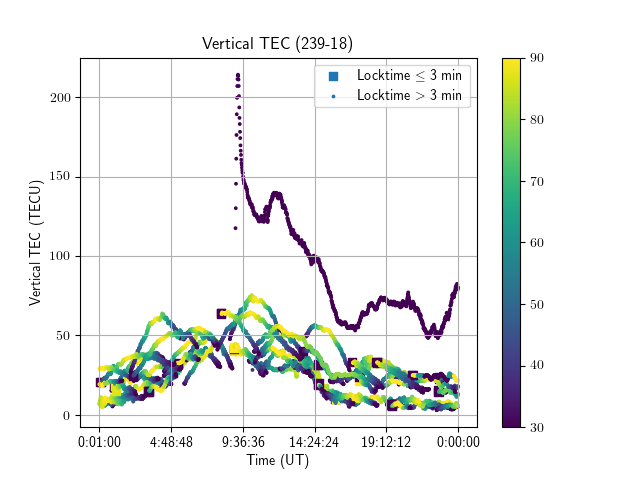 Vertical TEC (239-18)
Locktime ≤ 3 min
Locktime > 3 min
200
150
100
50
0
Vertical TEC (TECU)
0:01:00 4:48:48 9:36:36 14:24:24 19:12:12 0:00:00
Time (UT)
90
80
70
60
50
40
30